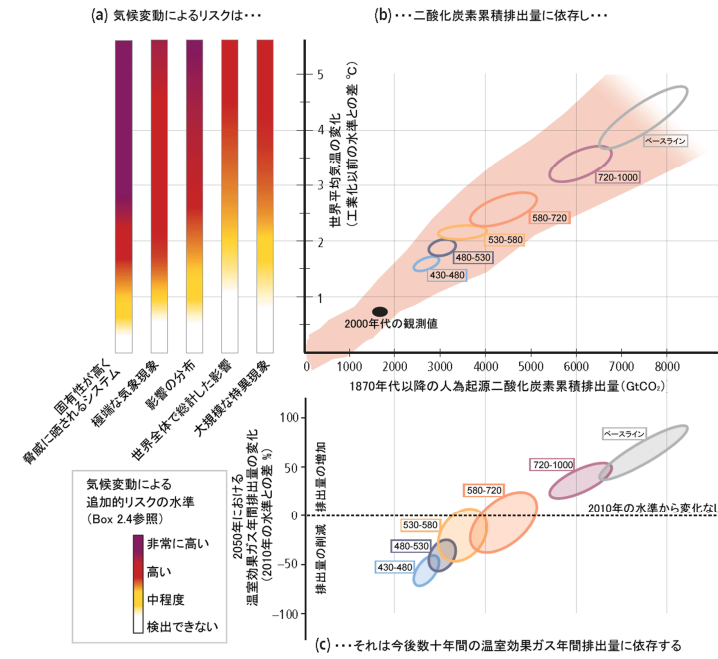 (a) 気候変動によるリスクは・・・
(b)・・・二酸化炭素累積排出量に依存し・・・
世界平均気温の変化
(工業化以前の水準との差 ℃)
5
4
3
2
1
ベースライン
720-1000
580-720
530-580
480-530
430-480
2000年代の観測値
0
1000
2000
3000
4000
5000
6000
7000
8000
1870年代以降の人為起源二酸化炭素累積排出量(GtCO₂)
固有性が高く
脅威に晒されるシステム
極端な気象現象
影響の分布
世界全体で総計した影響
大規模な特異現象
気候変動による
追加的リスクの水準
(Box 2.4参照)
非常に高い
高い
中程度
検出できない
2050年における
温室効果ガス年間排出量の変化
(2010年の水準との差 %)
排出量の増加
排出量の削減
100
50
0
−50
−100
ベースライン
720-1000
580-720
530-580
480-530
430-480
2010年の水準から変化なし
(c)・・・それは今後数十年間の温室効果ガス年間排出量に依存する